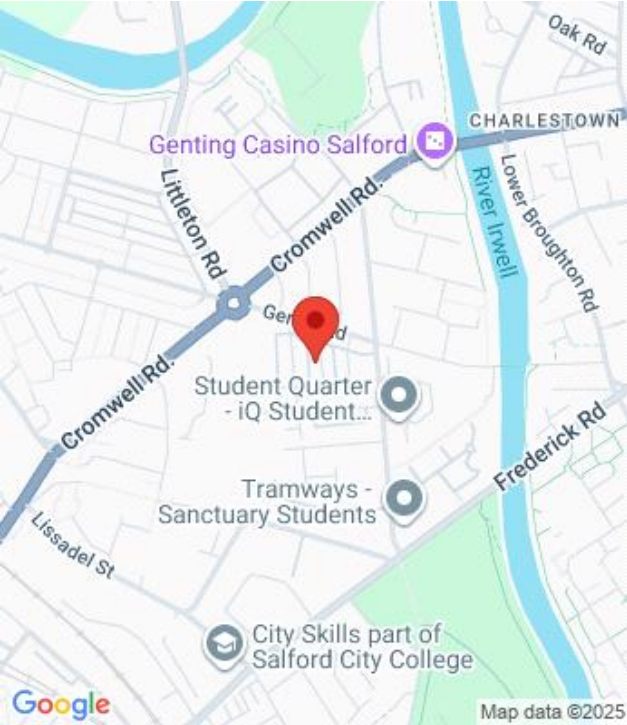 Oak Rd
CHARLESTOWN
Genting Casino Salford
Littleton Rd
Cromwell Rd.
River Irwell
Lower Broughton Rd
Student Quarter
- iQ Student...
Cromwell Rd.
Frederick Rd
Tramways -
Sanctuary Students
Lissadel St
City Skills part of
Salford City College
Google
Map data ©2025